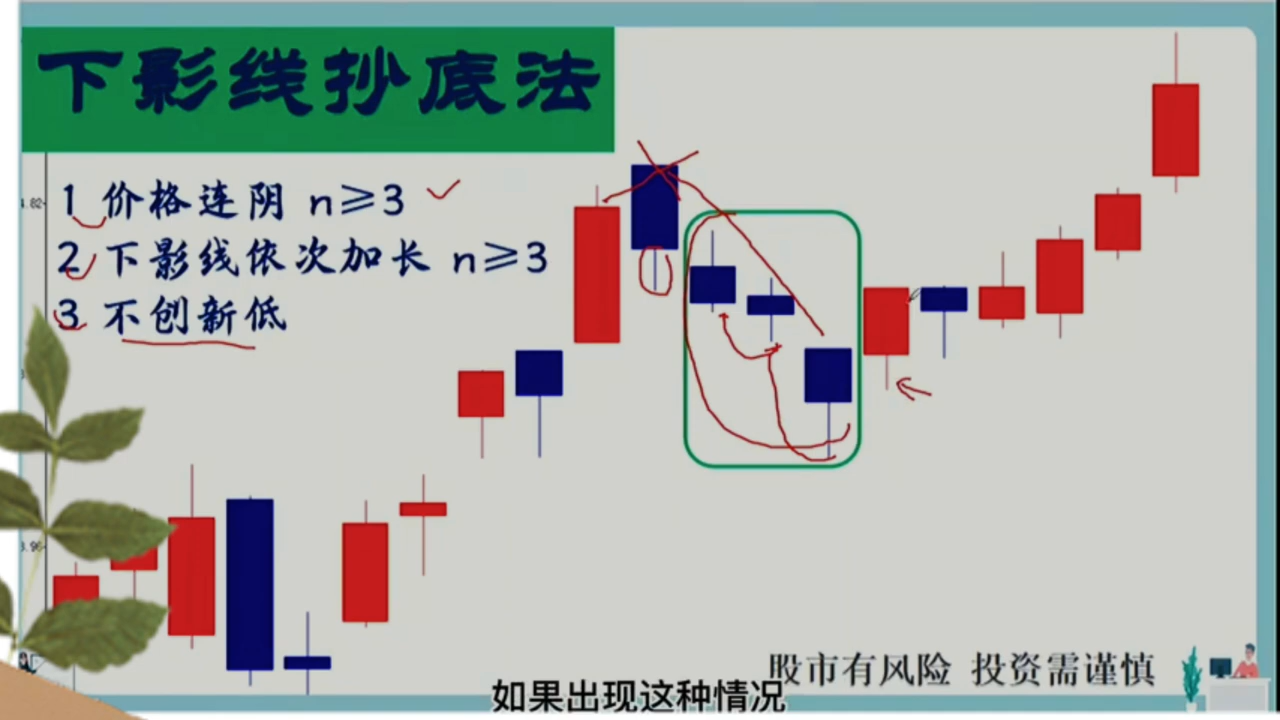 下影线抄底法
1 价格连阴 n≥3
2 下影线依次加长 n≥3
3 不创新低
股市有风险 投资需谨慎
如果出现这种情况